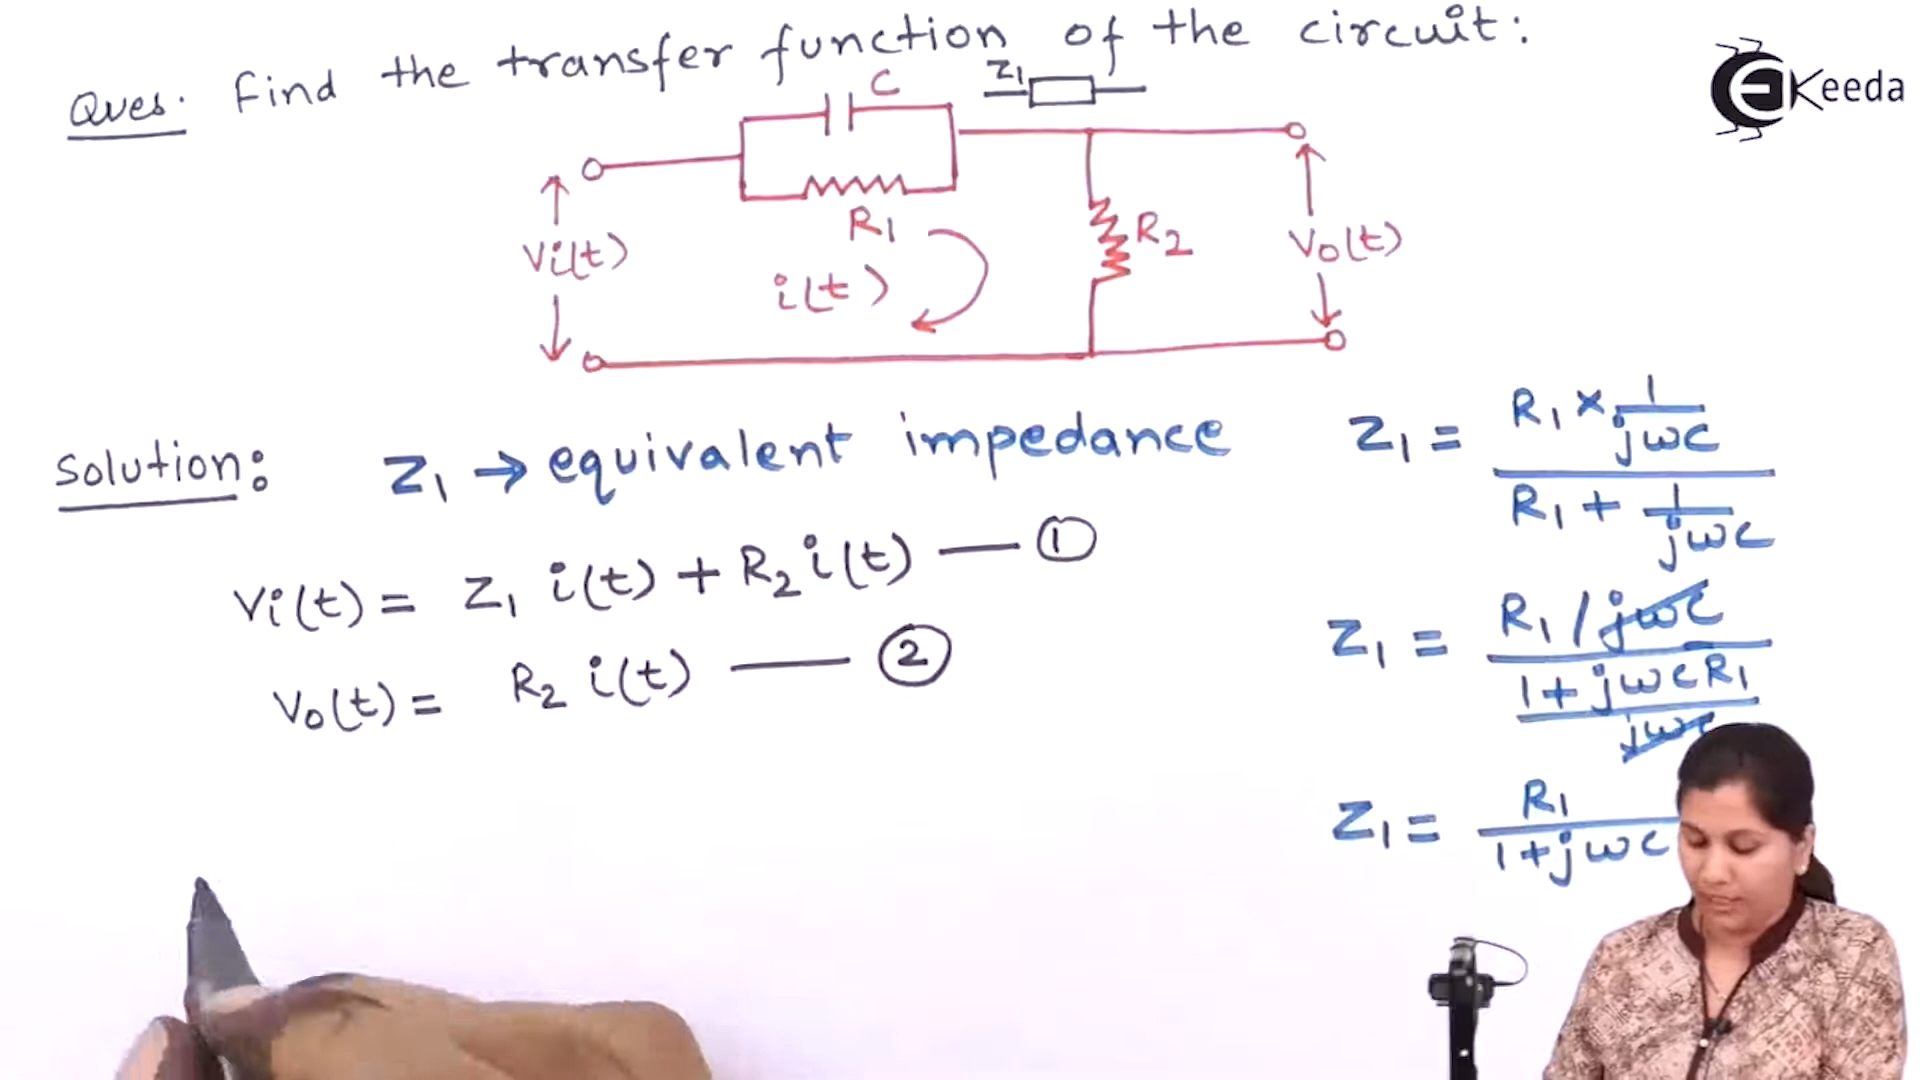 Ques. Find the transfer function of the circuit:
EKeeda
Z1
C
R1
R2
Vi(t)
i(t)
Vo(t)
Solution: Z1 → equivalent impedance
Vi(t) = Z1 i(t) + R2 i(t) — ①
Vo(t) = R2 i(t) — ②
Z1 = R1 × 1/jωC
R1 + 1/jωC
Z1 = R1 / jωC
1 + jωCR1
jωC
Z1 = R1
1 + jωC